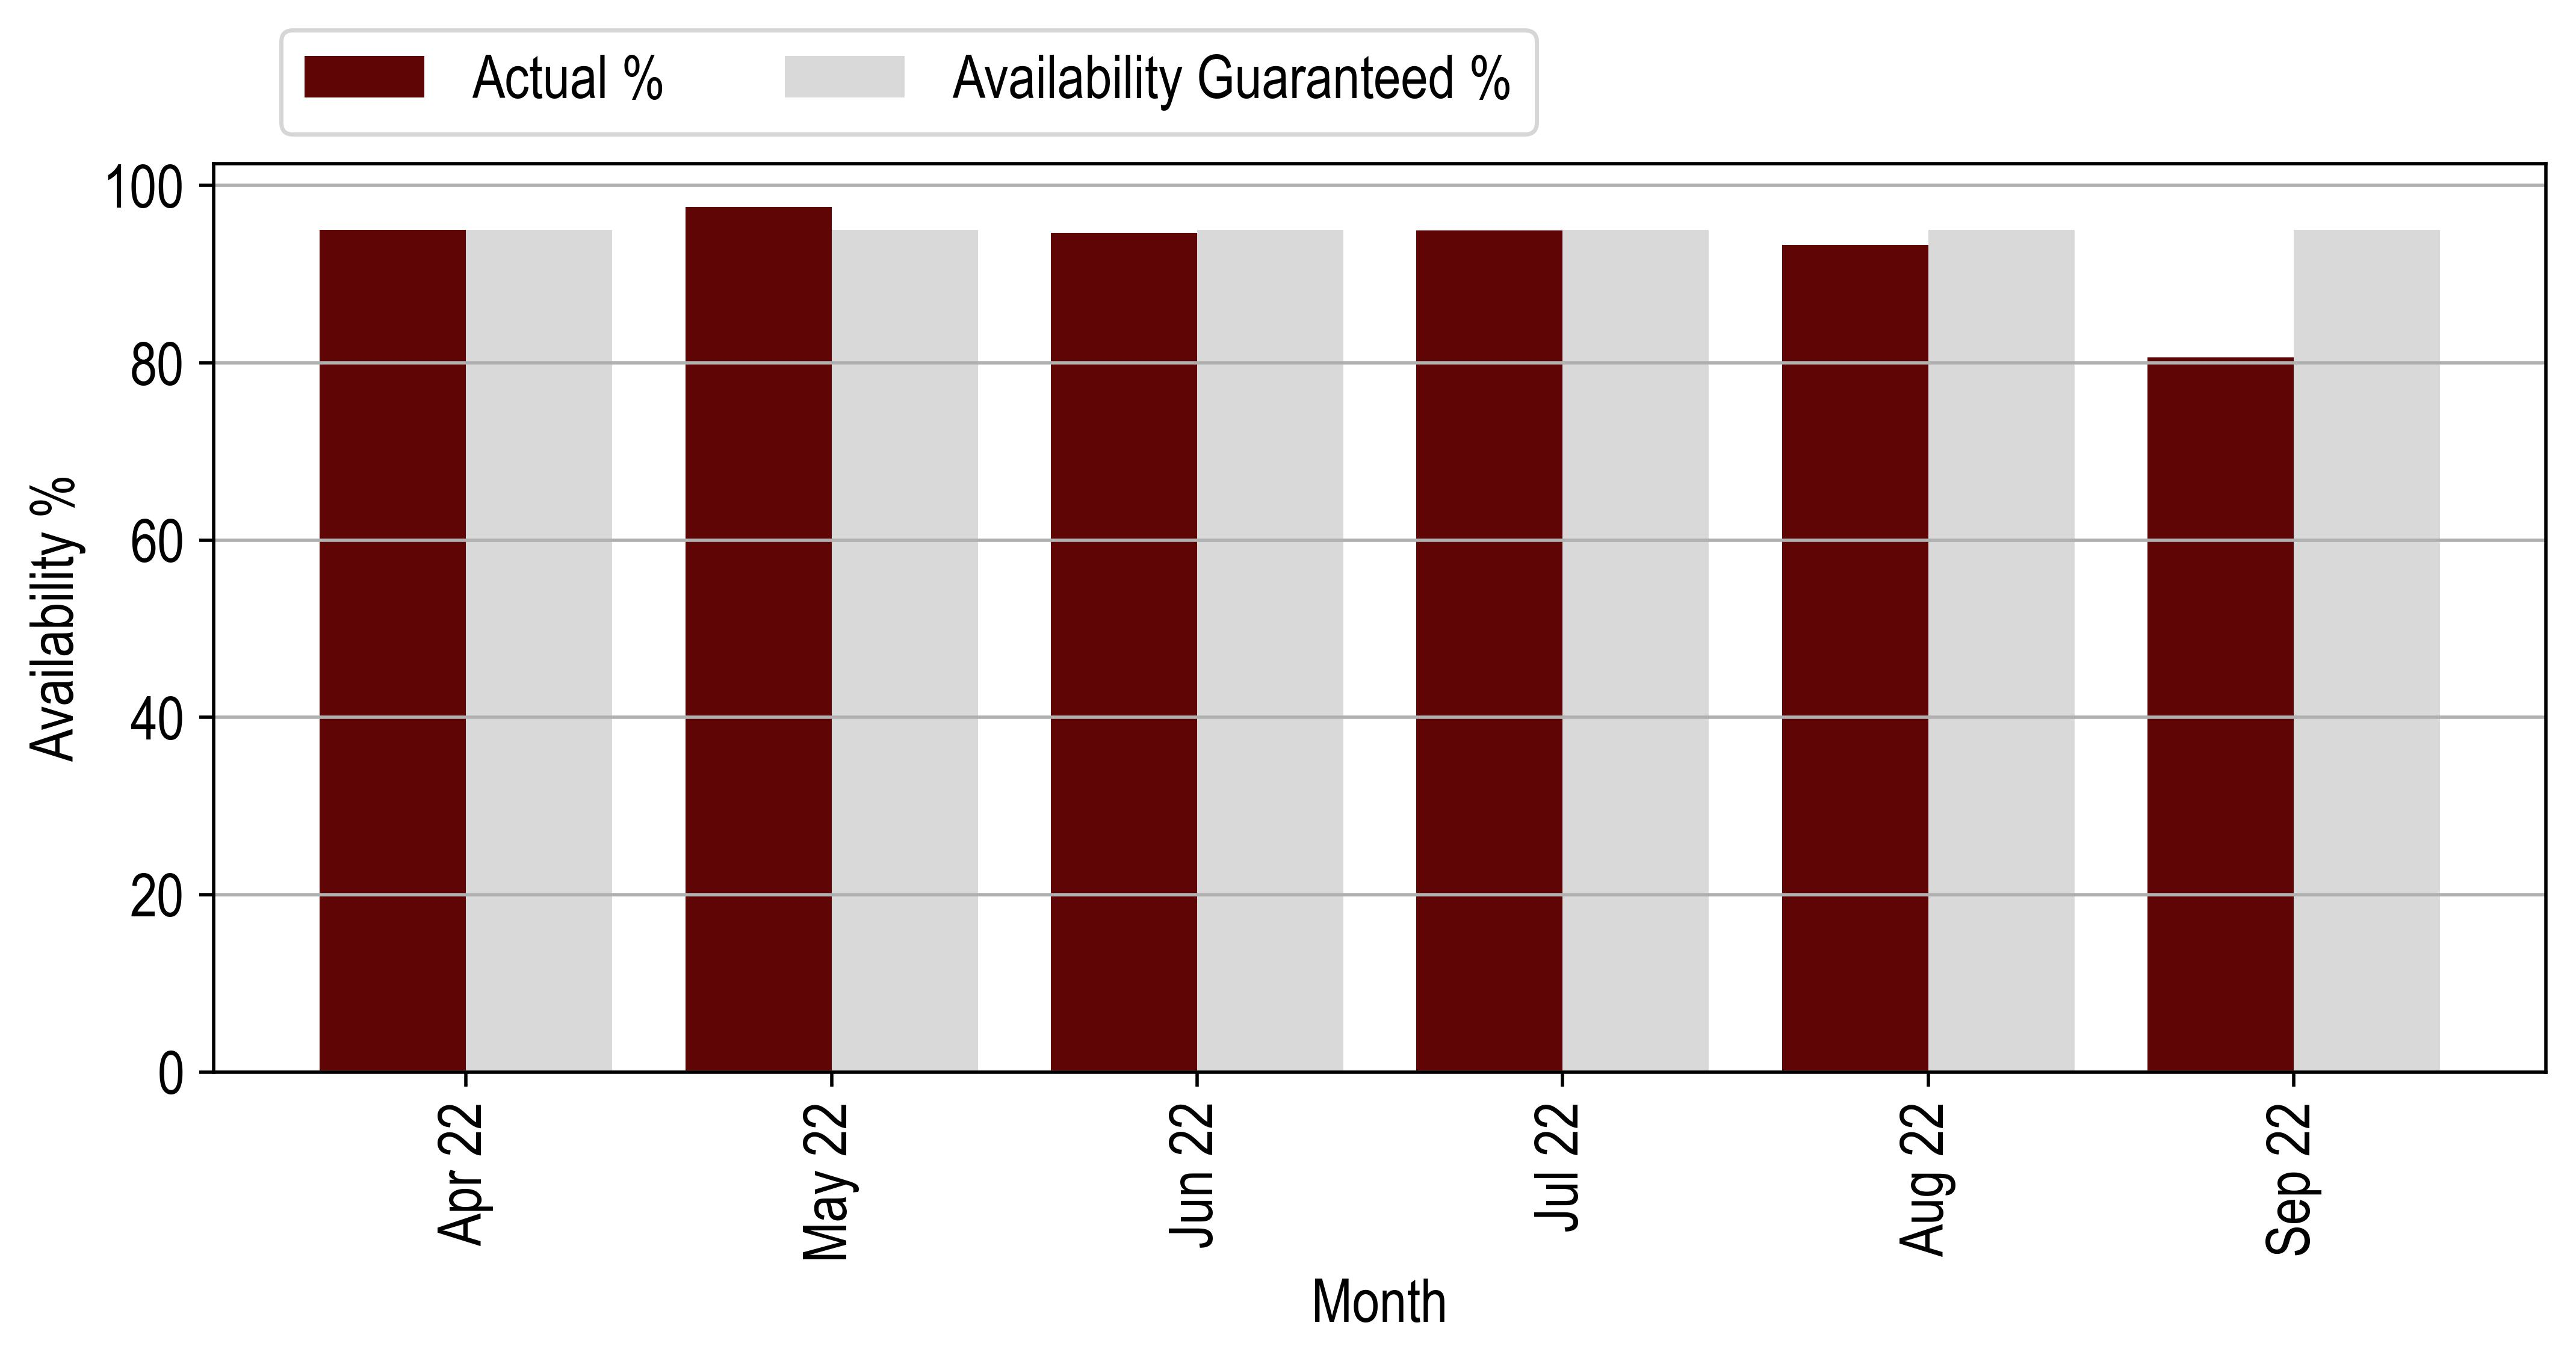 Actual % Availability Guaranteed %
100
80
60
40
20
0
Availability %
Apr 22 May 22 Jun 22 Jul 22 Aug 22 Sep 22
Month